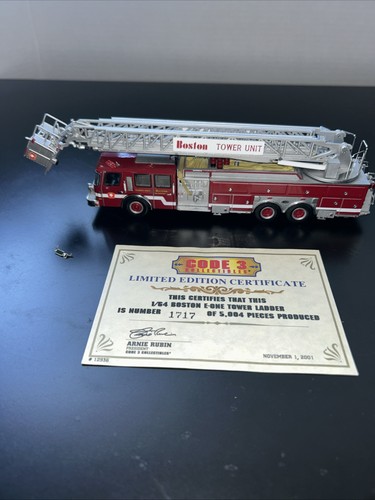 Boston TOWER UNIT
CODE 3
COLLECTIBLES
LIMITED EDITION CERTIFICATE
THIS CERTIFIES THAT THIS
1/64 BOSTON E-ONE TOWER LADDER
IS NUMBER 1717 OF 5,004 PIECES PRODUCED
ARNIE RUBIN
PRESIDENT
CODE 3 COLLECTIBLES
NOVEMBER 1, 2001